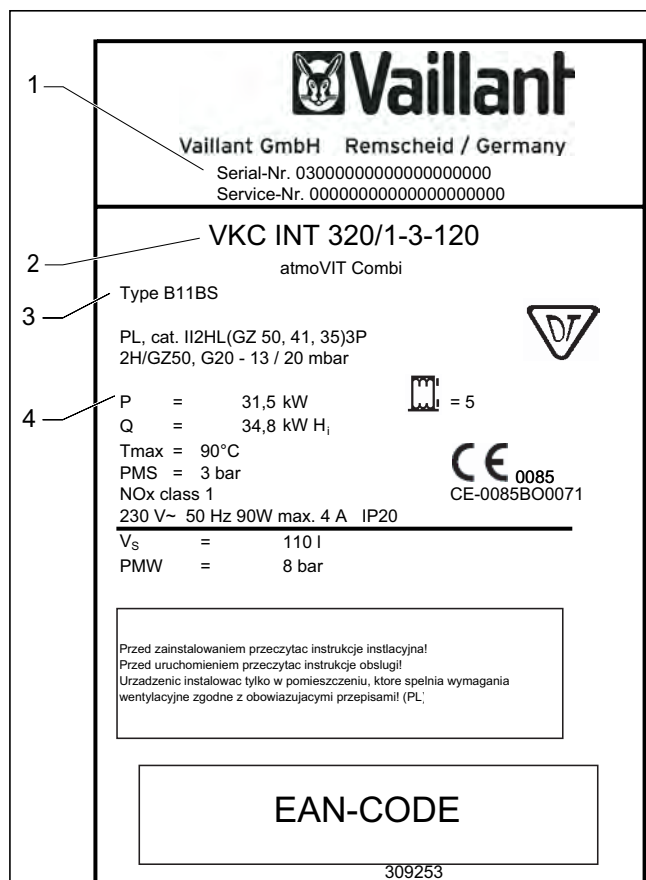 Vaillant
Vaillant GmbH Remscheid / Germany
1
Serial-Nr. 03000000000000000000
Service-Nr. 00000000000000000000
2
VKC INT 320/1-3-120
atmoVIT Combi
3
Type B11BS
DT
PL, cat. II2HL(GZ 50, 41, 35)3P
2H/GZ50, G20 - 13 / 20 mbar
4
P = 31,5 kW = 5
Q = 34,8 kW Hi
Tmax = 90°C
PMS = 3 bar
CE 0085
NOx class 1 CE-0085BO0071
230 V~ 50 Hz 90W max. 4 A IP20
VS = 110 l
PMW = 8 bar
Przed zainstalowaniem przeczytac instrukcje instlacyjna!
Przed uruchomieniem przeczytac instrukcje obslugi!
Urzadzenic instalowac tylko w pomieszczeniu, ktore spelnia wymagania
wentylacyjne zgodne z obowiazujacymi przepisami! (PL)
EAN-CODE
309253